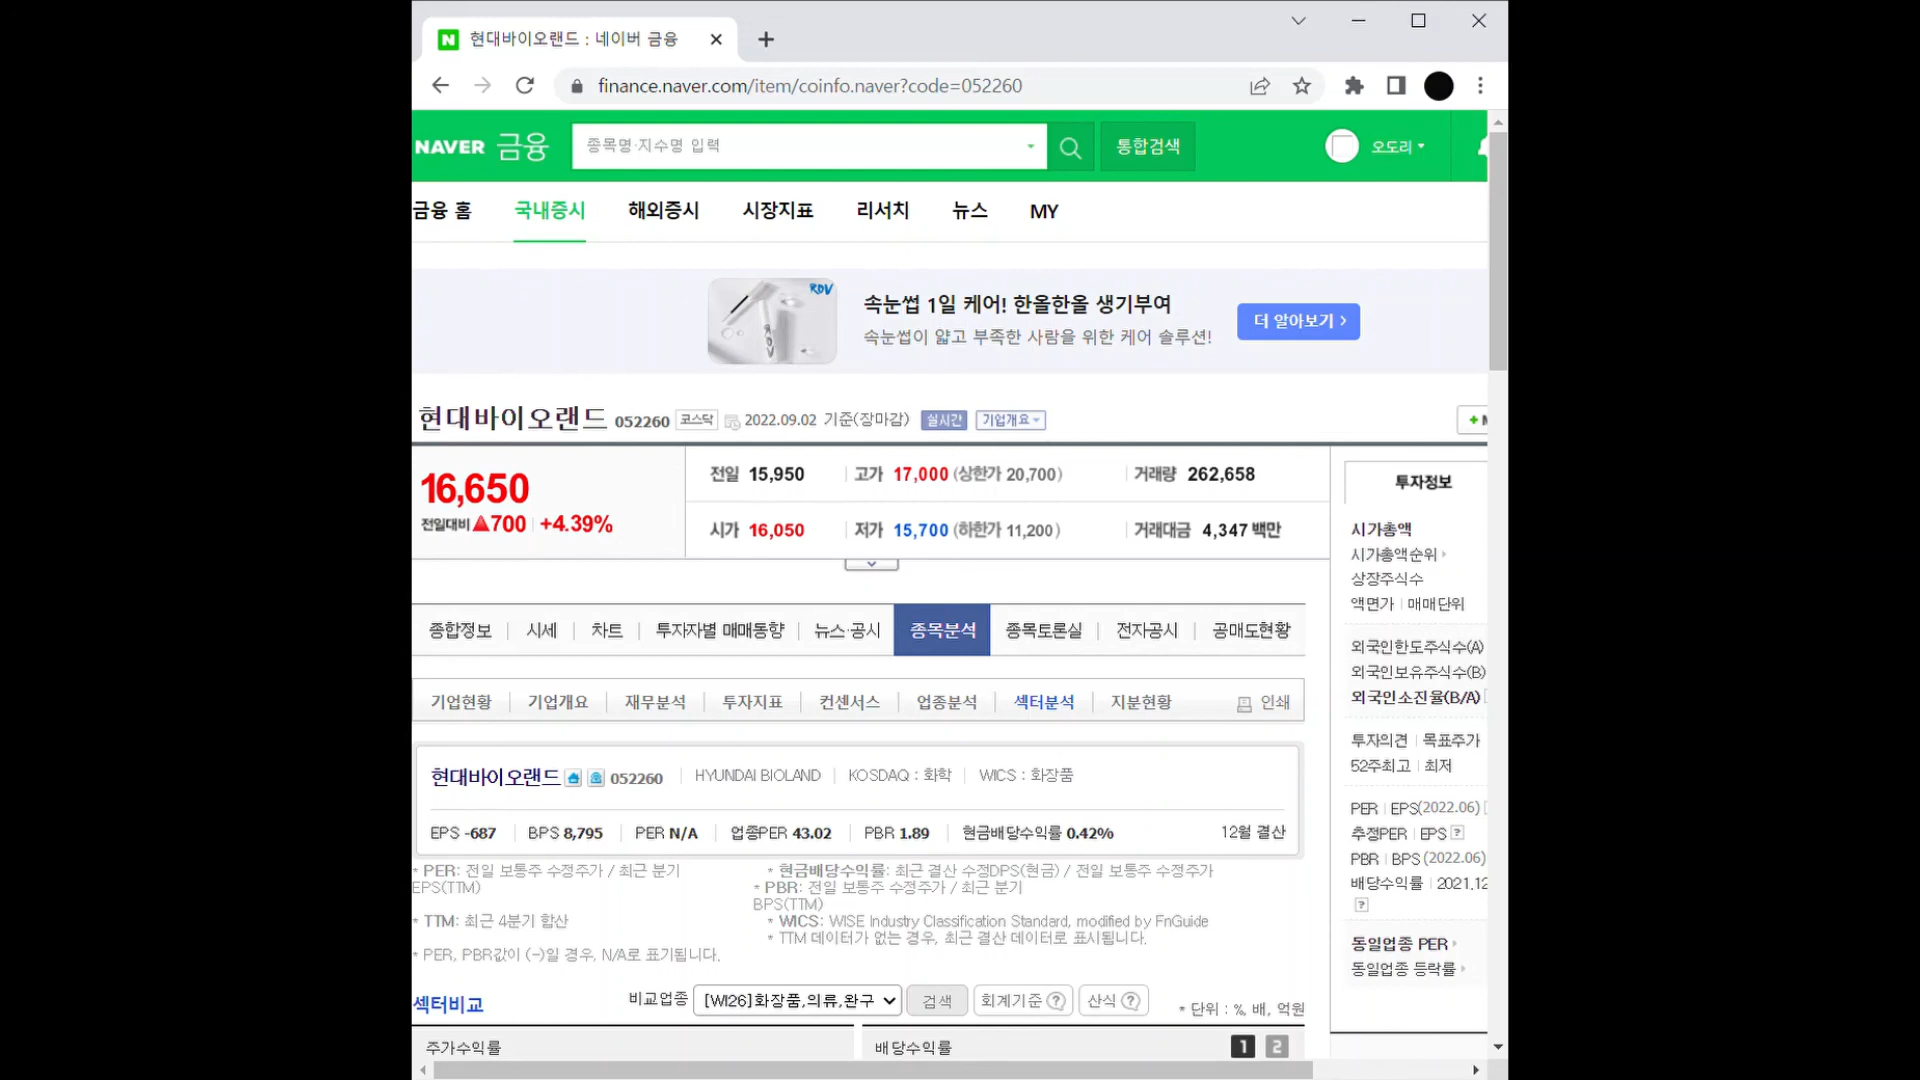 현대바이오랜드 : 네이버 금융
finance.naver.com/item/coinfo.naver?code=052260
NAVER 금융 종목명·지수명 입력 통합검색 오도리
금융 홈 국내증시 해외증시 시장지표 리서치 뉴스 MY
RDV
속눈썹 1일 케어! 한올한올 생기부여
속눈썹이 얇고 부족한 사람을 위한 케어 솔루션!
더 알아보기
현대바이오랜드 052260 코스닥 2022.09.02 기준(장마감) 실시간 기업개요
16,650
전일대비 ▲700 +4.39%
전일 15,950 고가 17,000 (상한가 20,700) 거래량 262,658
시가 16,050 저가 15,700 (하한가 11,200) 거래대금 4,347 백만
종합정보 시세 차트 투자자별 매매동향 뉴스·공시 종목분석 종목토론실 전자공시 공매도현황
기업현황 기업개요 재무분석 투자지표 컨센서스 업종분석 섹터분석 지분현황 인쇄
현대바이오랜드 052260 HYUNDAI BIOLAND KOSDAQ : 화학 WICS : 화장품
EPS -687 BPS 8,795 PER N/A 업종PER 43.02 PBR 1.89 현금배당수익률 0.42% 12월 결산
* PER: 전일 보통주 수정주가 / 최근 분기
EPS(TTM)
* TTM: 최근 4분기 합산
* PER, PBR값이 (-)일 경우, N/A로 표기됩니다.
* 현금배당수익률: 최근 결산 수정DPS(현금) / 전일 보통주 수정주가
* PBR: 전일 보통주 수정주가 / 최근 분기
BPS(TTM)
* WICS: WISE Industry Classification Standard, modified by FnGuide
* TTM 데이터가 없는 경우, 최근 결산 데이터로 표시됩니다.
섹터비교 비교업종 [WI26]화장품,의류,완구 검색 회계기준 ? 산식 ? * 단위 : %, 배, 억원
주가수익률 배당수익률 1 2
투자정보
시가총액
시가총액순위
상장주식수
액면가 매매단위
외국인한도주식수(A)
외국인보유주식수(B)
외국인소진율(B/A)
투자의견 목표주가
52주최고 최저
PER EPS(2022.06)
추정PER EPS ?
PBR BPS (2022.06)
배당수익률 2021.12
?
동일업종 PER
동일업종 등락률